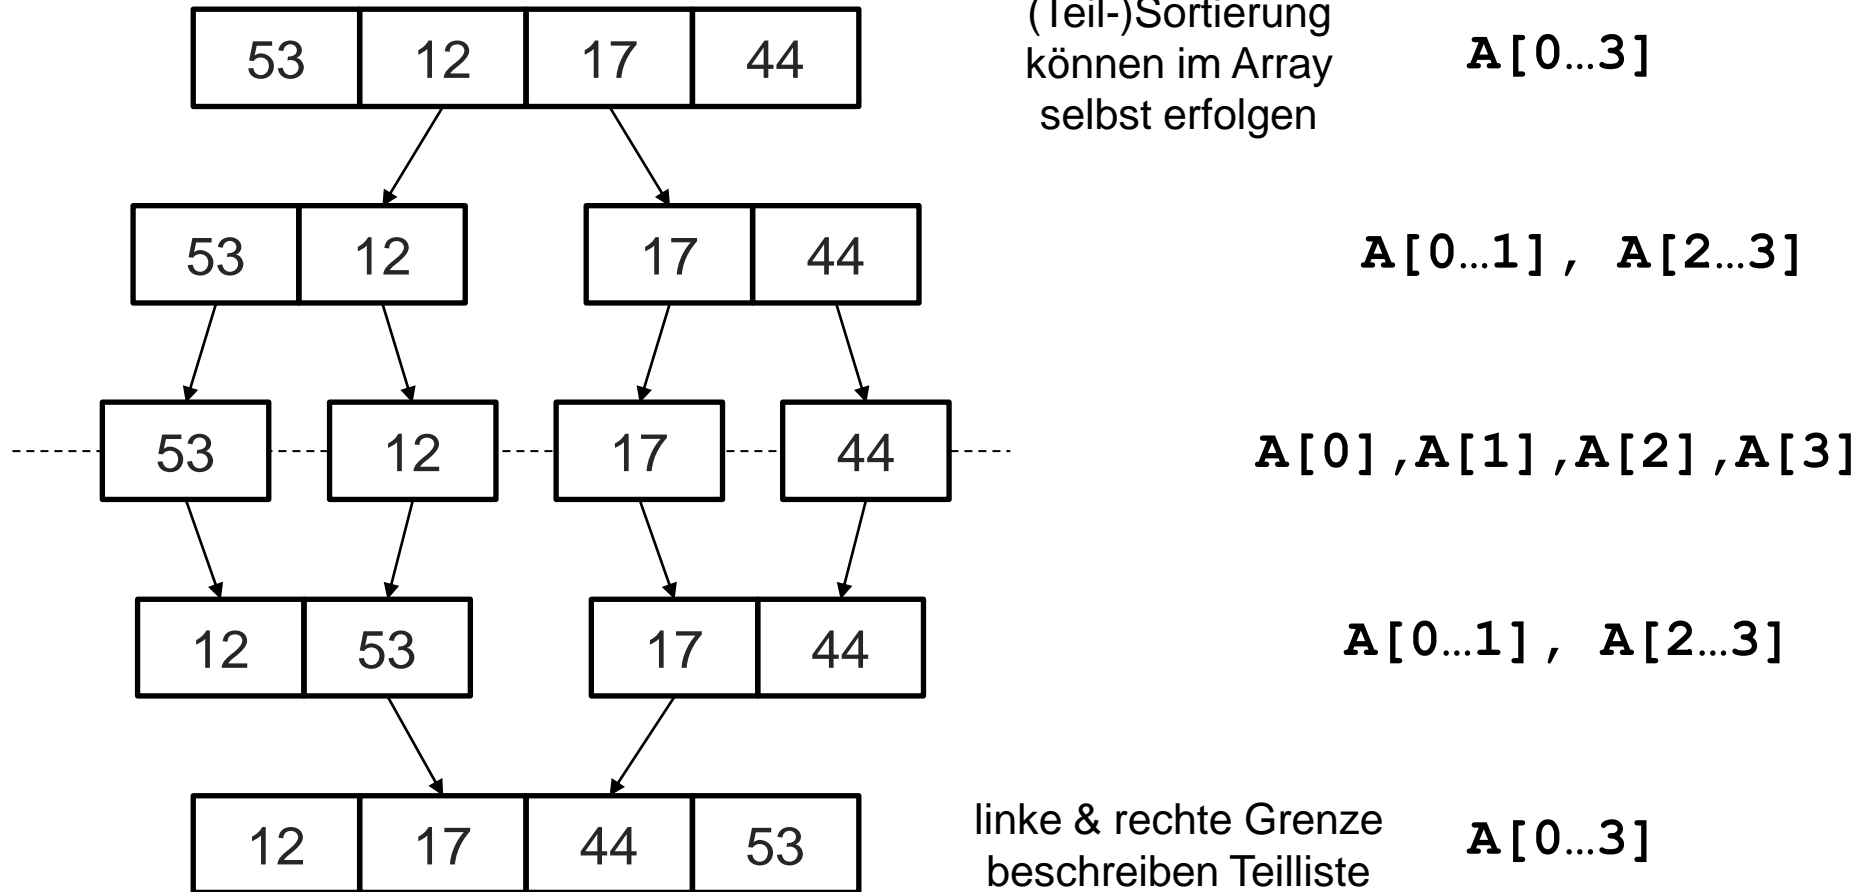 (Teil-)Sortierung
können im Array
selbst erfolgen
53 12 17 44
A[0…3]
53 12 17 44
A[0…1], A[2…3]
53 12 17 44
A[0],A[1],A[2],A[3]
12 53 17 44
A[0…1], A[2…3]
12 17 44 53
linke & rechte Grenze
beschreiben Teilliste
A[0…3]